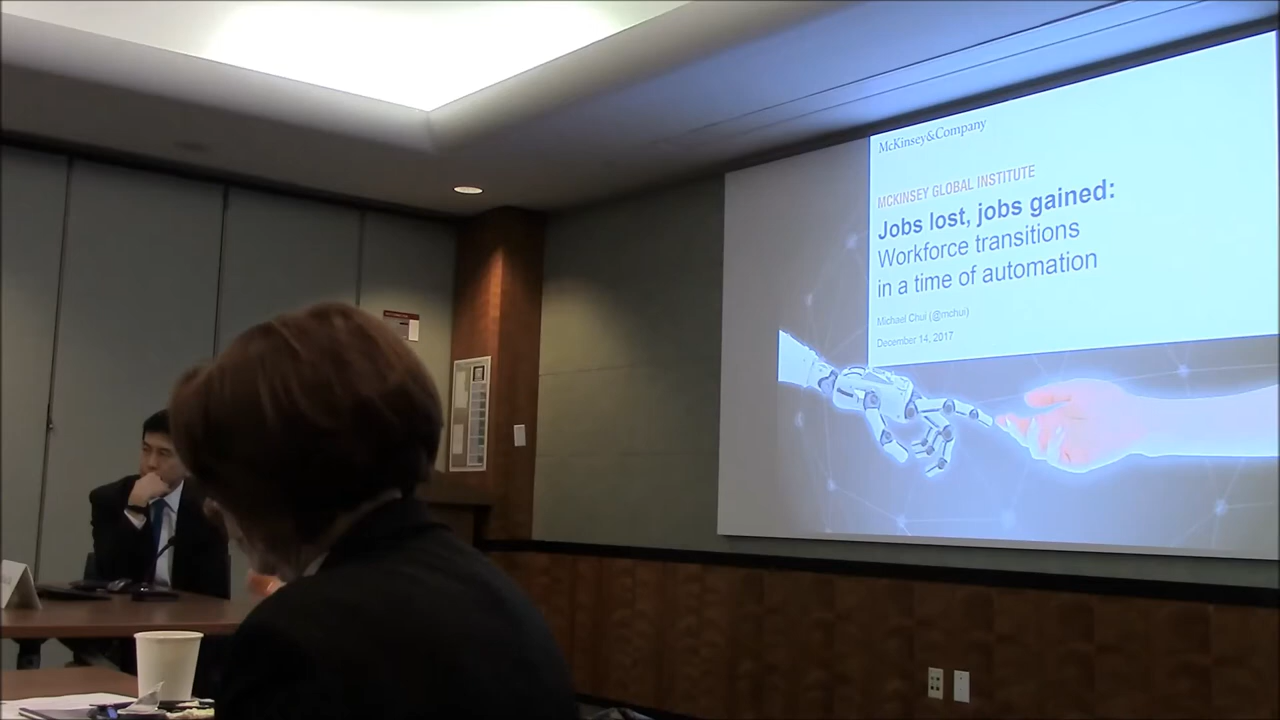 McKinsey&Company
MCKINSEY GLOBAL INSTITUTE
Jobs lost, jobs gained:
Workforce transitions
in a time of automation
Michael Chui (@mchui)
December 14, 2017